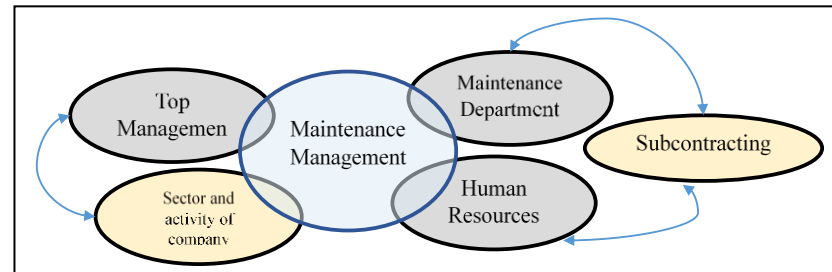 Top
Managemen
Maintenance
Management
Maintenance
Department
Subcontracting
Sector and
activity of
company
Human
Resources